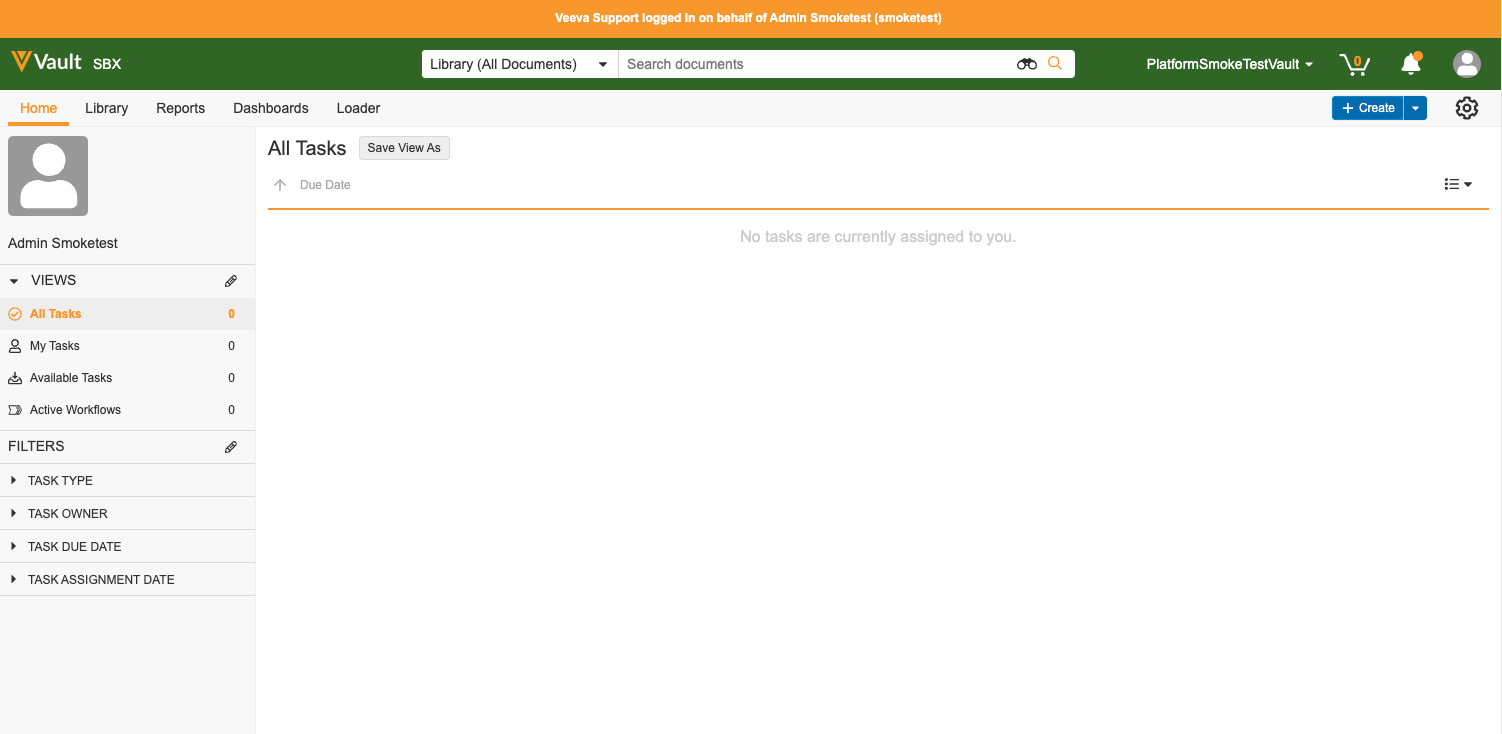 Veeva Support logged in on behalf of Admin Smoketest (smoketest)
Vault SBX
Library (All Documents)
Search documents
PlatformSmokeTestVault
0
Home Library Reports Dashboards Loader
Create
All Tasks
Save View As
Due Date
No tasks are currently assigned to you.
Admin Smoketest
VIEWS
All Tasks 0
My Tasks 0
Available Tasks 0
Active Workflows 0
FILTERS
TASK TYPE
TASK OWNER
TASK DUE DATE
TASK ASSIGNMENT DATE